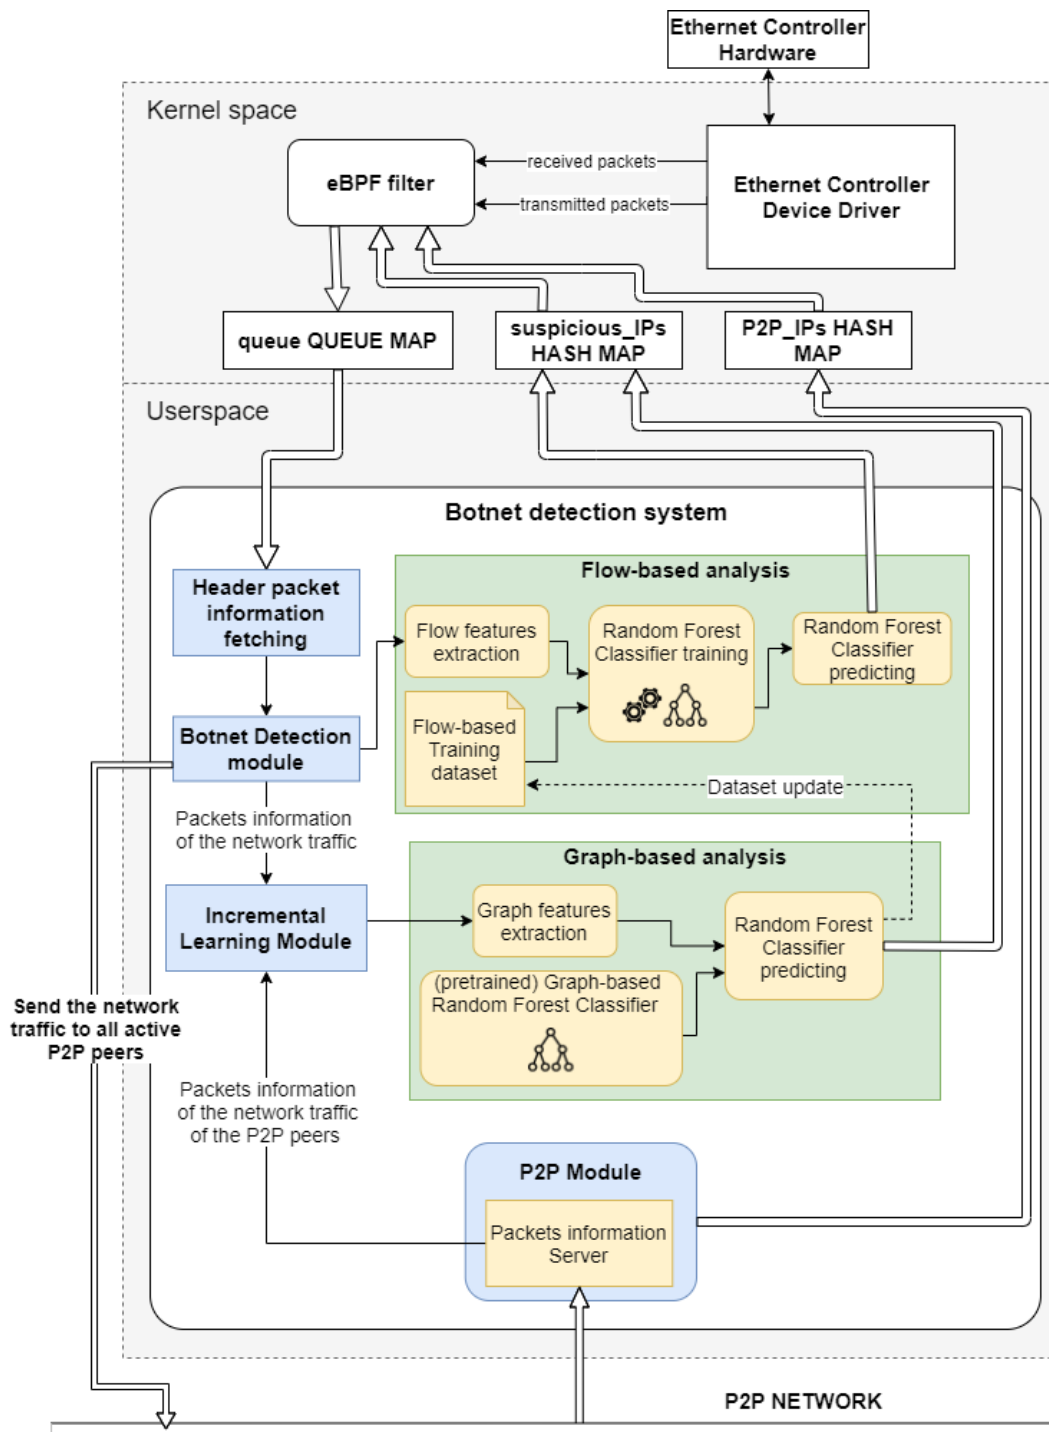 Ethernet Controller
Hardware
Kernel space
eBPF filter
received packets
transmitted packets
Ethernet Controller
Device Driver
queue QUEUE MAP
suspicious_IPs
HASH MAP
P2P_IPs HASH
MAP
Userspace
Botnet detection system
Header packet
information
fetching
Flow-based analysis
Flow features
extraction
Random Forest
Classifier training
Random Forest
Classifier
predicting
Botnet Detection
module
Flow-based
Training
dataset
Dataset update
Packets information
of the network traffic
Graph-based analysis
Incremental
Learning Module
Graph features
extraction
Random Forest
Classifier
predicting
(pretrained) Graph-based
Random Forest Classifier
Send the network
traffic to all active
P2P peers
Packets information
of the network traffic
of the P2P peers
P2P Module
Packets information
Server
P2P NETWORK